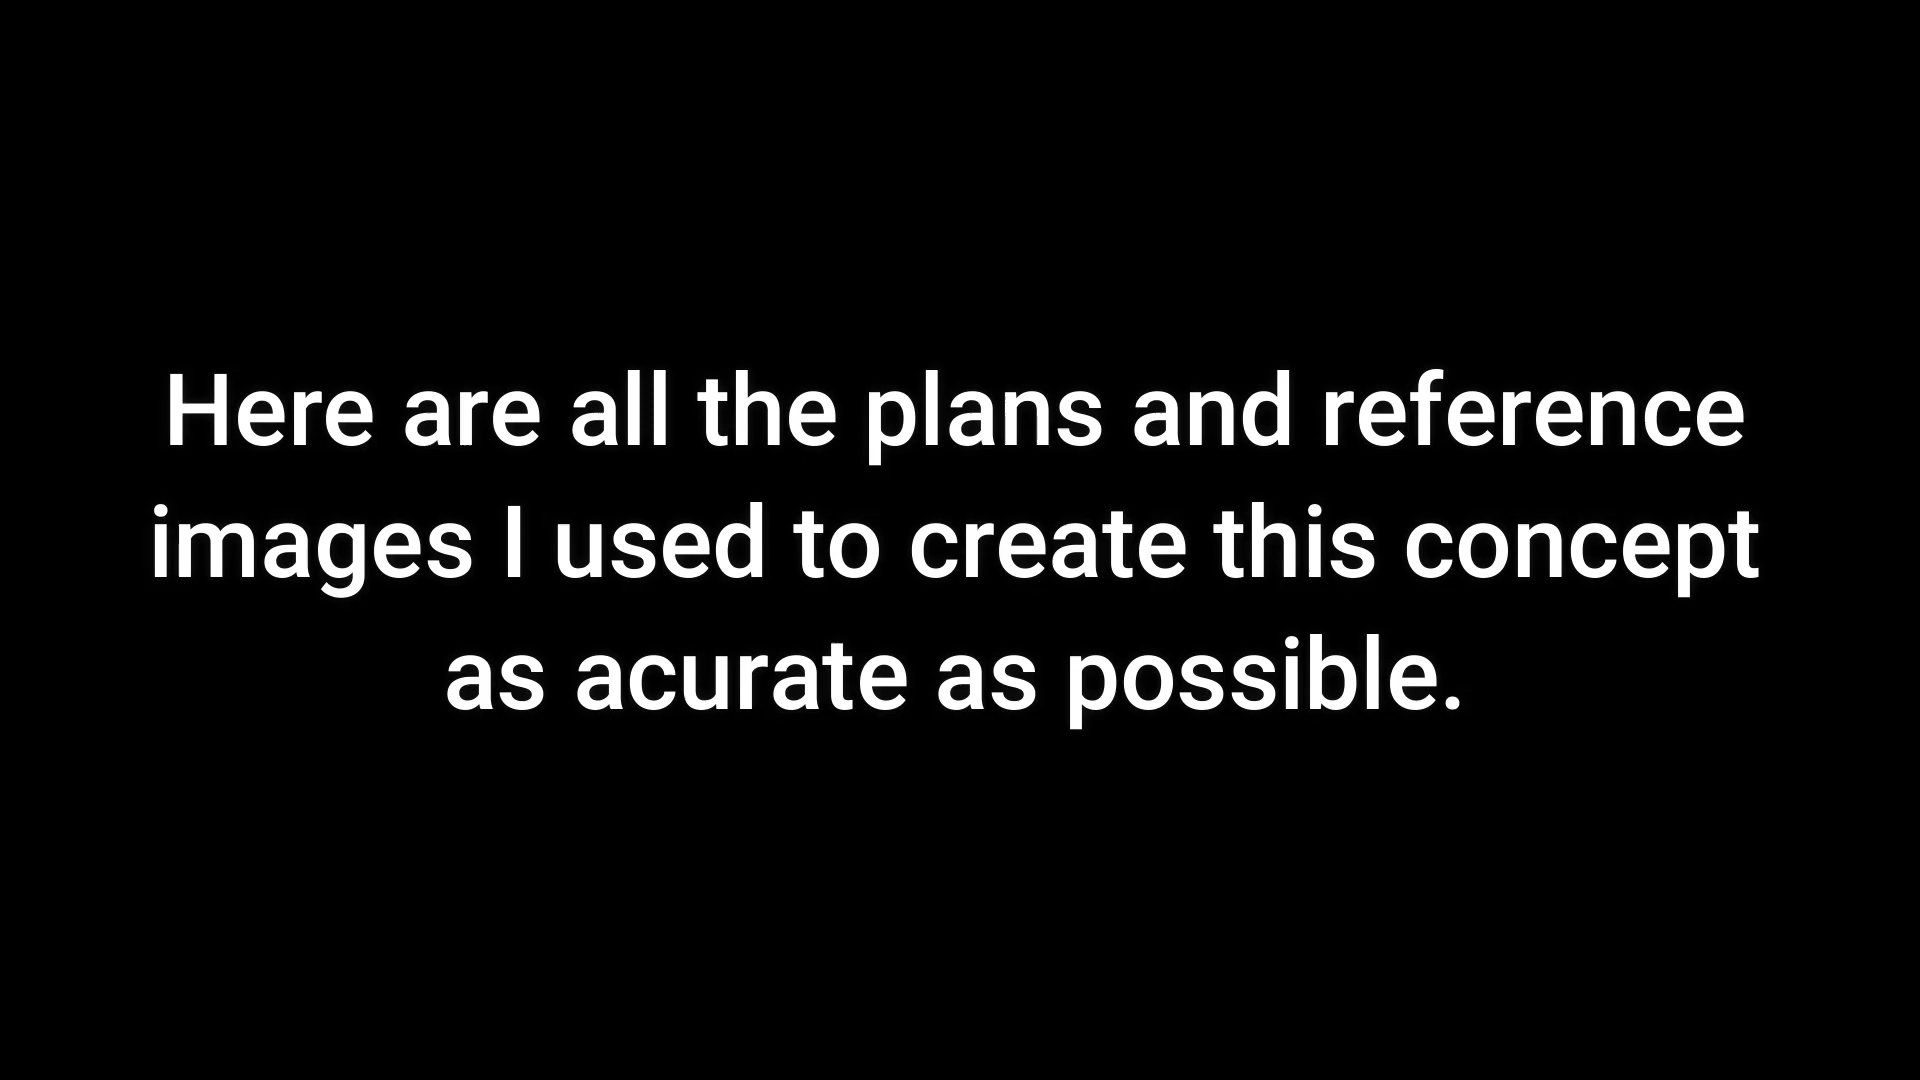 Here are all the plans and reference
images I used to create this concept
as acurate as possible.